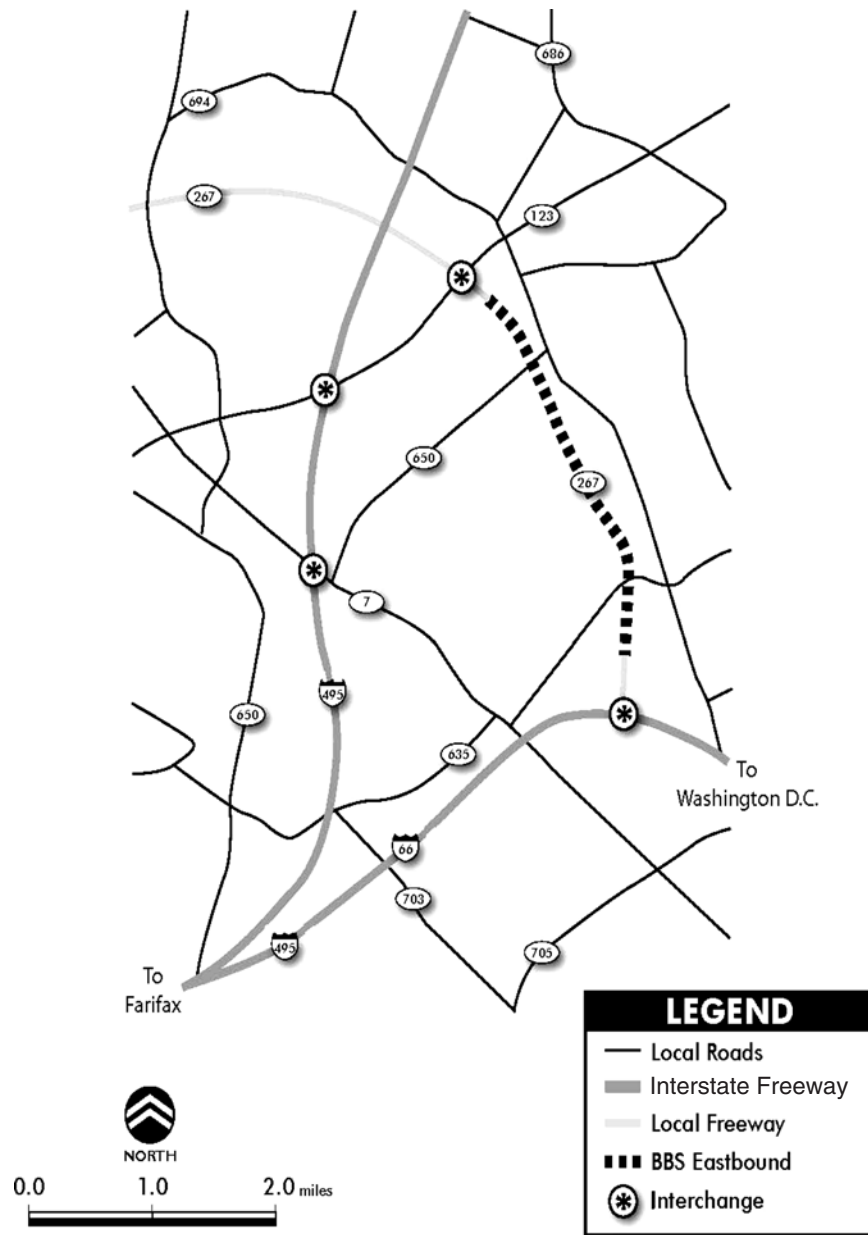 686
694
267
123
650
267
7
495
650
635
To
Washington D.C.
66
703
495
705
To
Farifax
LEGEND
Local Roads
Interstate Freeway
Local Freeway
BBS Eastbound
Interchange
NORTH
0.0 1.0 2.0 miles